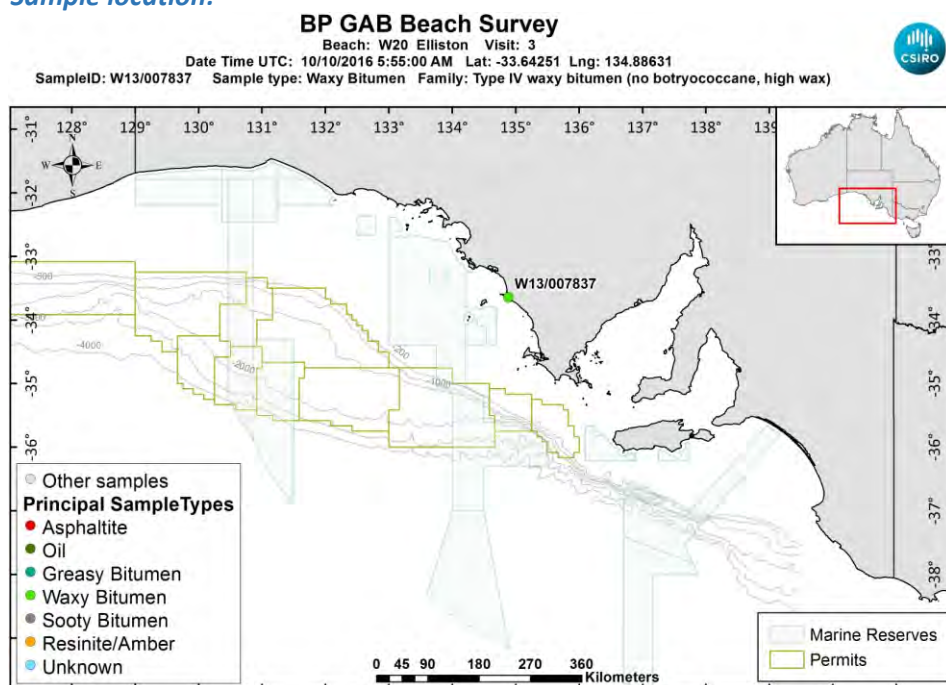 Sample location:
BP GAB Beach Survey
Beach: W20 Elliston Visit: 3
Date Time UTC: 10/10/2016 5:55:00 AM Lat: -33.64251 Lng: 134.88631
SampleID: W13/007837 Sample type: Waxy Bitumen Family: Type IV waxy bitumen (no botryococcane, high wax)
CSIRO
128° 129° 130° 131° 132° 133° 134° 135° 136° 137° 138° 139
-31°
-32°
-33°
-34°
-35°
-36°
-37°
-38°
-33°
-34°
-35°
-36°
-37°
-38°
N
W E
S
W13/007837
-200
-1000
-2000
-4000
Other samples
Principal SampleTypes
Asphaltite
Oil
Greasy Bitumen
Waxy Bitumen
Sooty Bitumen
Resinite/Amber
Unknown
0 45 90 180 270 360
Kilometers
Marine Reserves
Permits